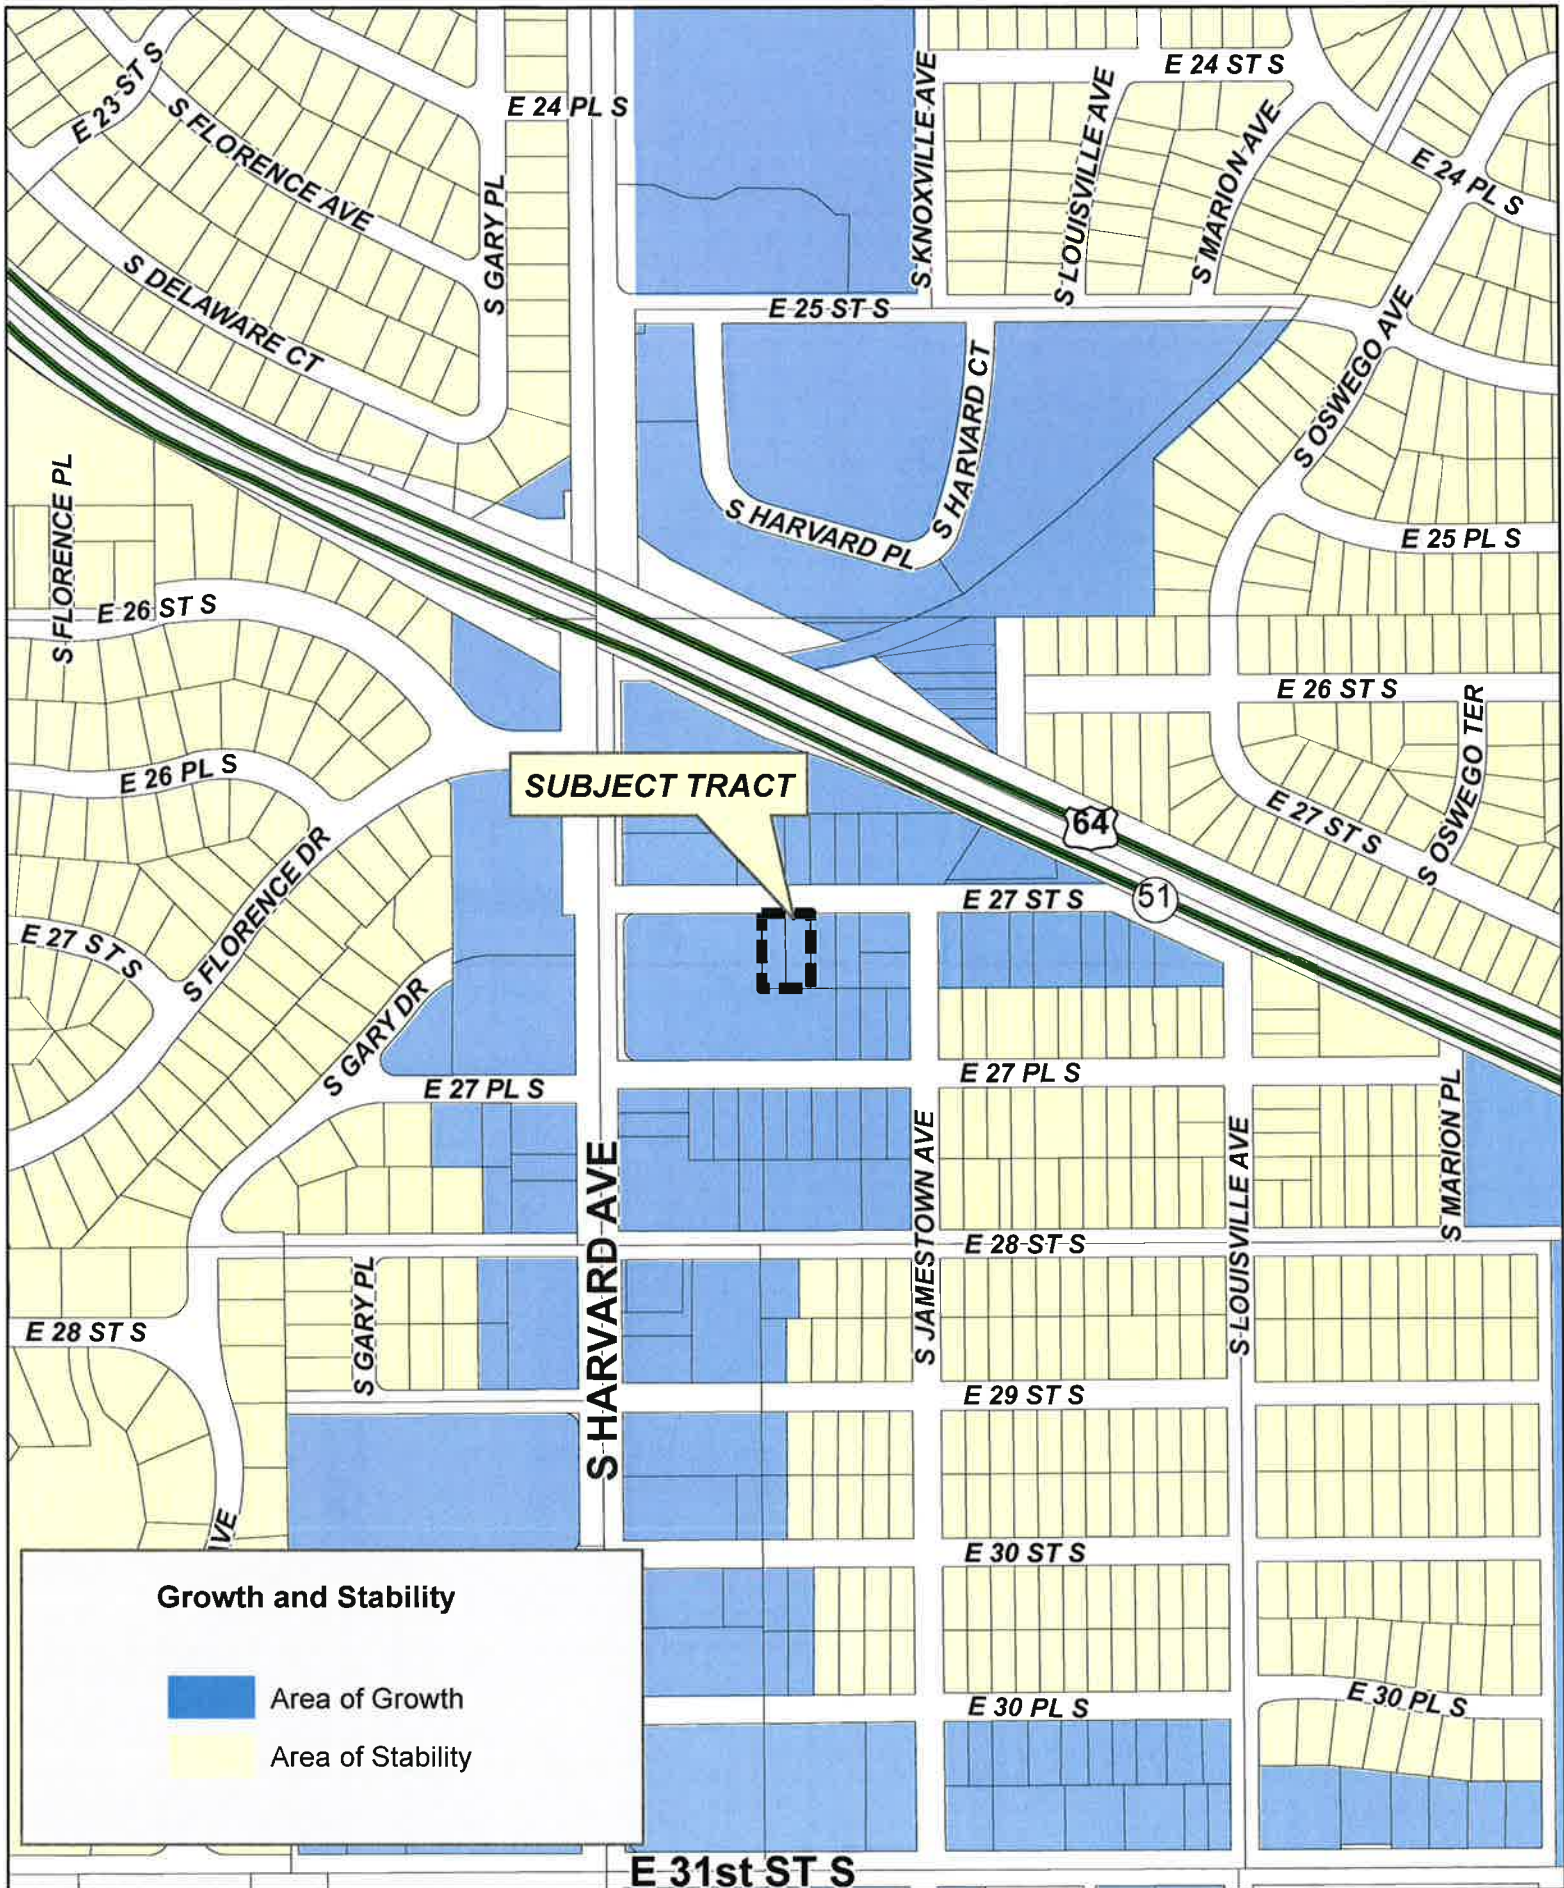 E 23 ST S
S FLORENCE AVE
E 24 PL S
S GARY PL
S DELAWARE CT
S KNOXVILLE AVE
E 24 ST S
S LOUISVILLE AVE
S MARION AVE
E 24 PL S
E 25 ST S
S HARVARD CT
S HARVARD PL
S OSWEGO AVE
E 25 PL S
S FLORENCE PL
E 26 ST S
E 26 ST S
S OSWEGO TER
E 26 PL S
SUBJECT TRACT
64
E 27 ST S
51
E 27 ST S
S FLORENCE DR
E 27 ST S
S GARY DR
E 27 PL S
E 27 PL S
S HARVARD AVE
S JAMESTOWN AVE
S LOUISVILLE AVE
S MARION PL
E 28 ST S
S GARY PL
E 28 ST S
E 29 ST S
E 30 ST S
E 30 PL S
E 30 PL S
Growth and Stability
Area of Growth
Area of Stability
E 31st ST S